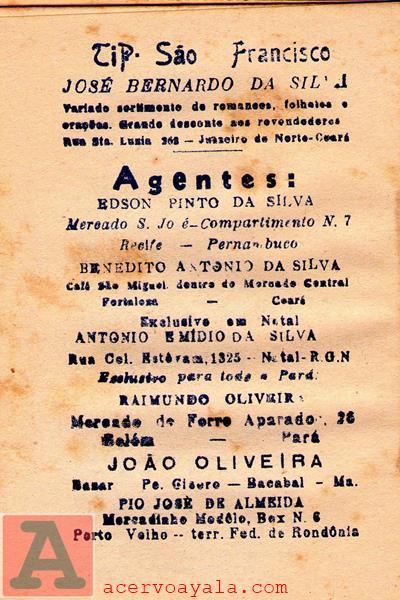 Tip. São Francisco
JOSÉ BERNARDO DA SILVA
Variado sortimento de romances, folhetos e
orações. Grande desconto aos revendedores
Rua Sta. Luzia 263 — Juazeiro de Norte-Ceará
Agentes:
EDSON PINTO DA SILVA
Mercado S. Jo é-Compartimento N. 7
Recife — Pernambuco
BENEDITO ANTONIO DA SILVA
Café São Miguel, dentro do Mercado Central
Fortaleza — Ceará
Exclusivo em Natal
ANTONIO EMÍDIO DA SILVA
Rua Cel. Estêvam, 1325 -- Natal-R.G.N
Exclusivo para todo o Pará:
RAIMUNDO OLIVEIRA
Mercado de Ferro Aparador, 26
Belém — Pará
JOÃO OLIVEIRA
Bazar Pe. Cícero — Bacabal - Ma.
PIO JOSÉ DE ALMEIDA
Mercadinho Modêlo, Box N. 6
Porto Velho -- terr. Fed. de Rondônia
A
acervoayala.com